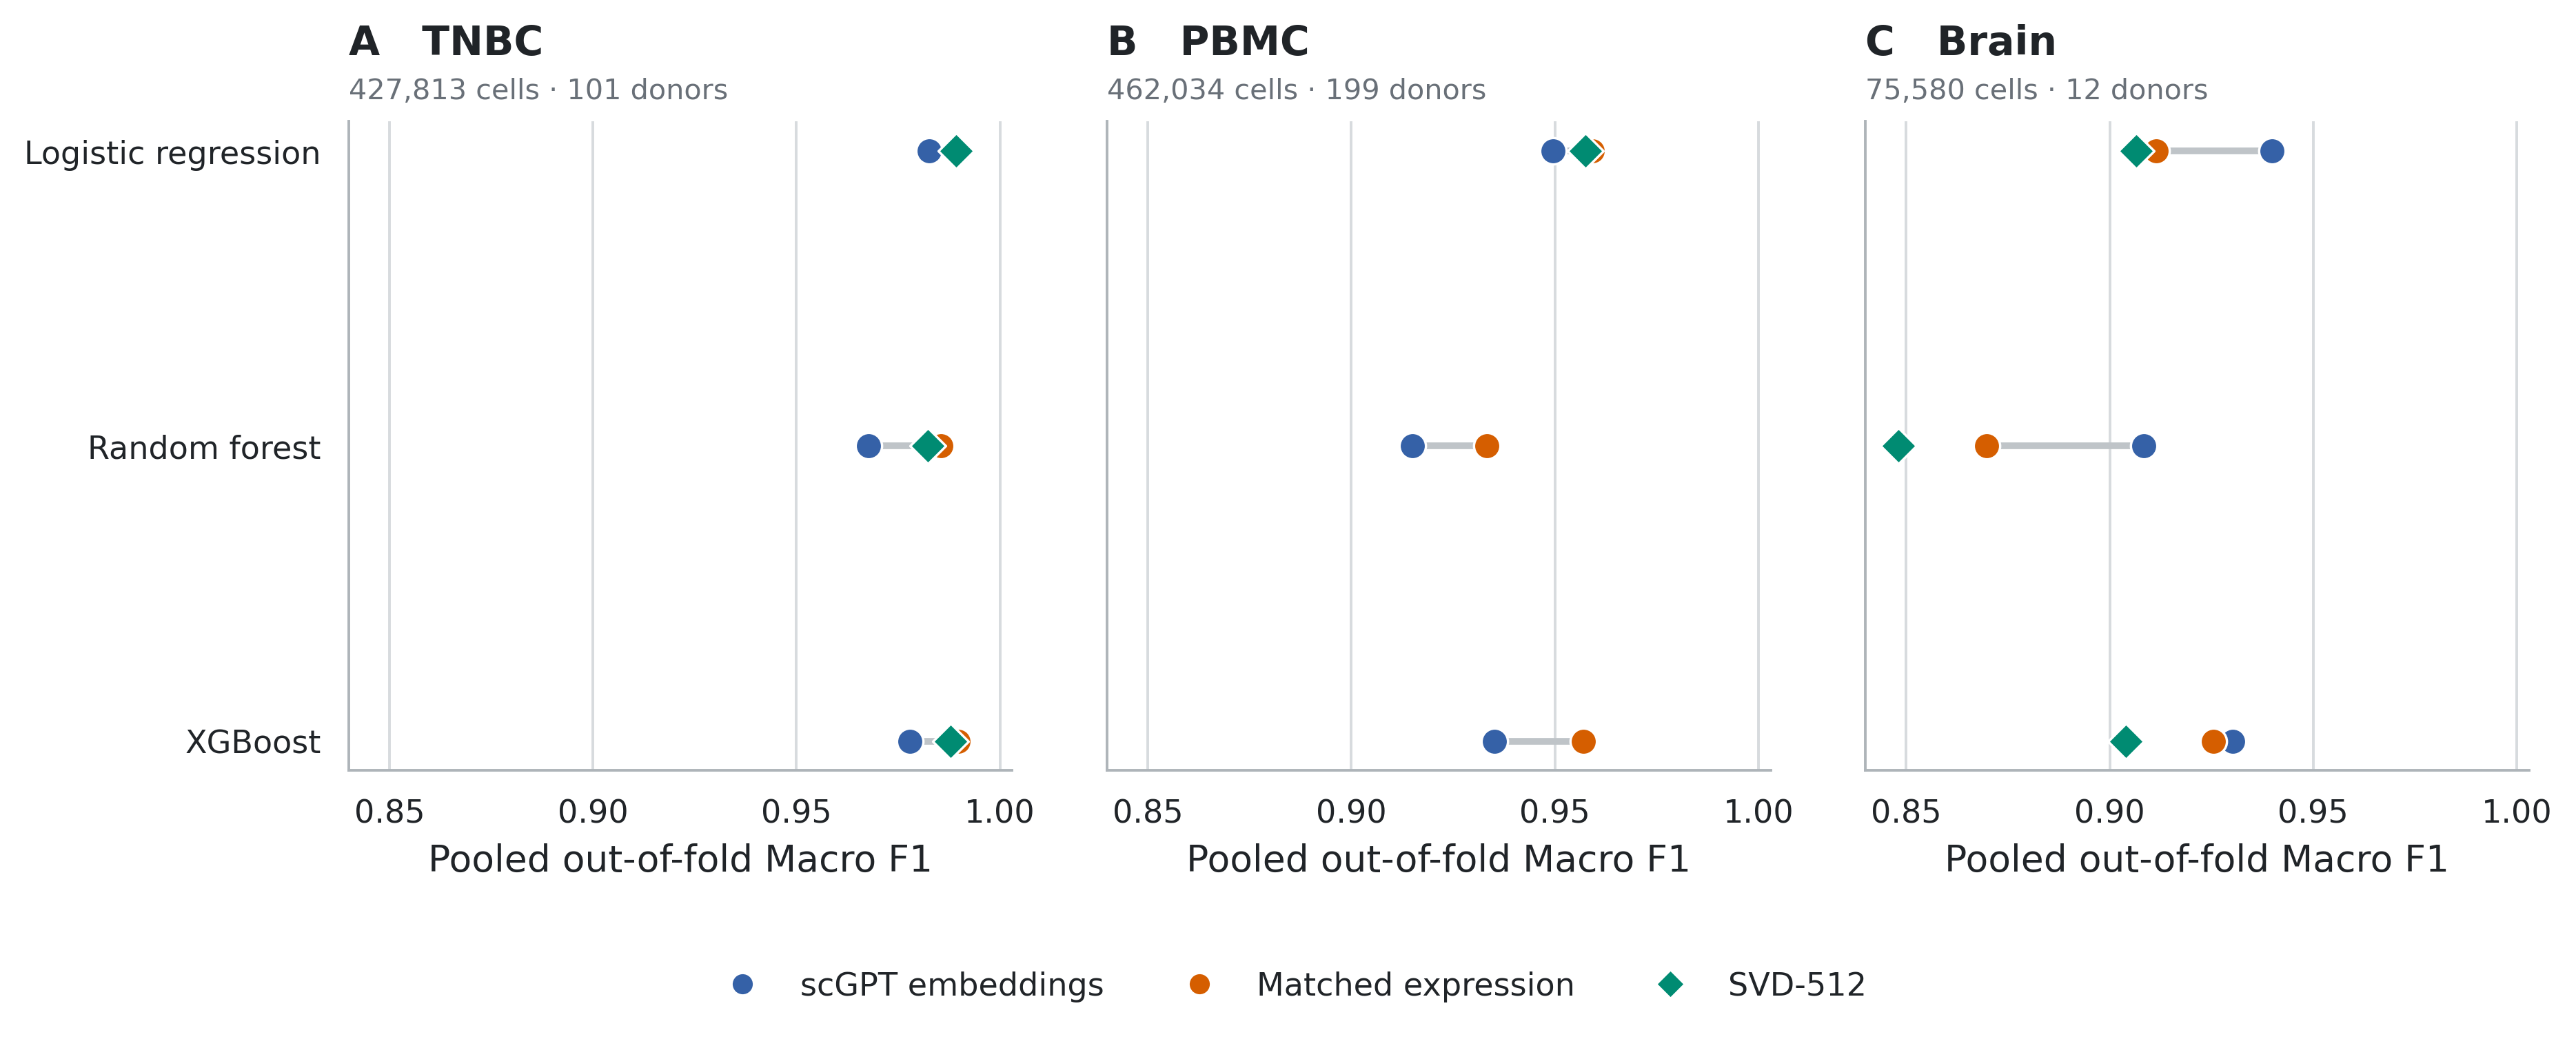 A TNBC
427,813 cells · 101 donors
B PBMC
462,034 cells · 199 donors
C Brain
75,580 cells · 12 donors
Logistic regression
Random forest
XGBoost
0.85 0.90 0.95 1.00
Pooled out-of-fold Macro F1
0.85 0.90 0.95 1.00
Pooled out-of-fold Macro F1
0.85 0.90 0.95 1.00
Pooled out-of-fold Macro F1
scGPT embeddings
Matched expression
SVD-512